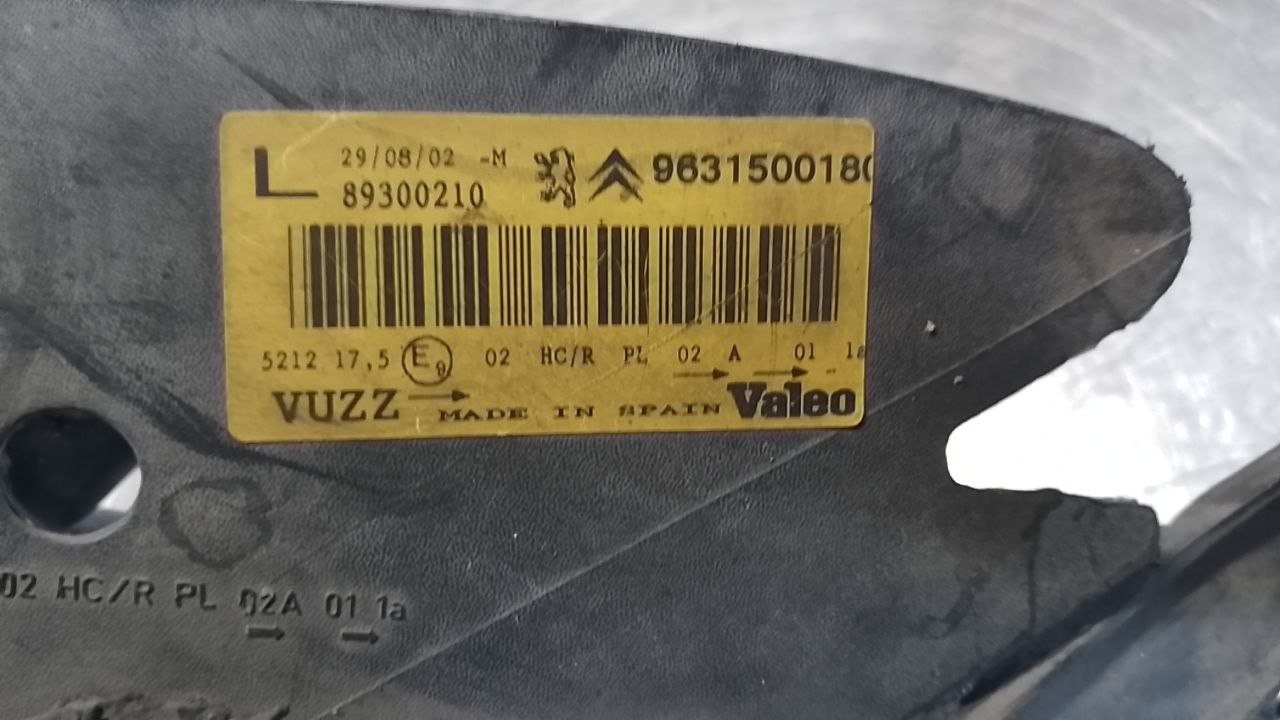 L 29/08/02 -M 9631500180
89300210
5212 17,5 E9 02 HC/R PL 02 A 01 1a
VUZZ MADE IN SPAIN Valeo
02 HC/R PL 02A 01 1a